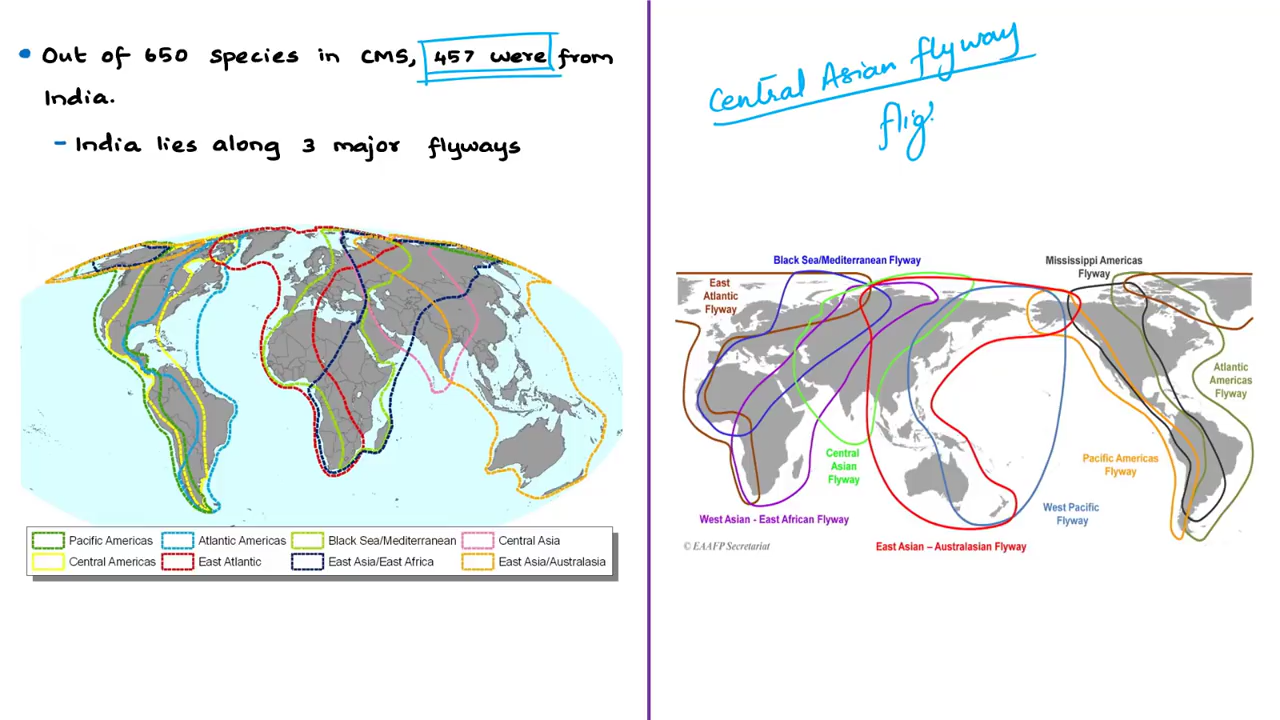 Out of 650 species in CMS, 457 were from
India.
- India lies along 3 major flyways
Pacific Americas
Atlantic Americas
Black Sea/Mediterranean
Central Asia
Central Americas
East Atlantic
East Asia/East Africa
East Asia/Australasia
Central Asian flyway
flig
Black Sea/Mediterranean Flyway
Mississippi Americas
Flyway
East
Atlantic
Flyway
Atlantic
Americas
Flyway
Central
Asian
Flyway
Pacific Americas
Flyway
West Pacific
Flyway
West Asian - East African Flyway
© EAAFP Secretariat
East Asian – Australasian Flyway